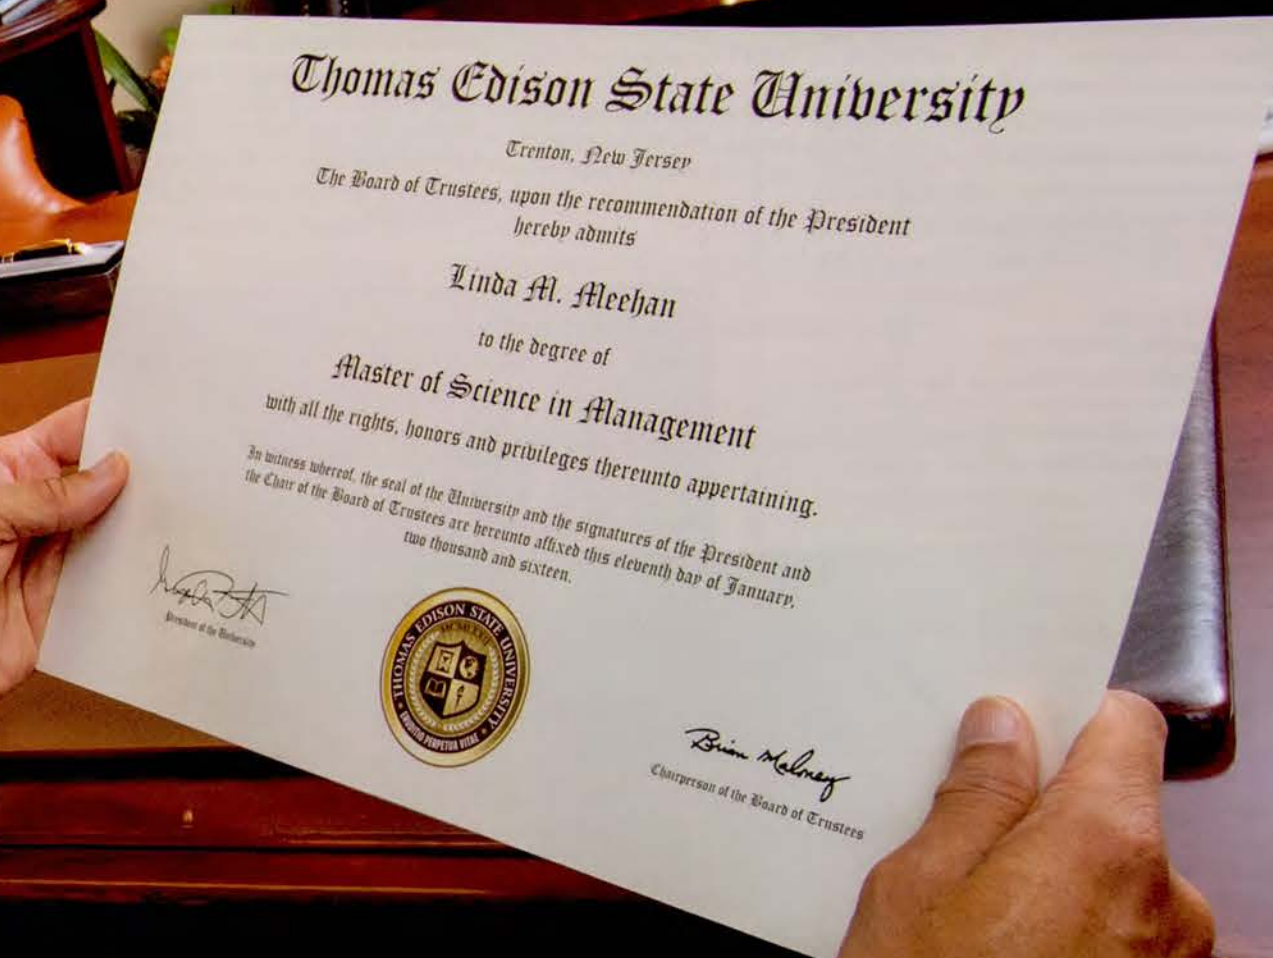 Thomas Edison State University
Trenton, New Jersey
The Board of Trustees, upon the recommendation of the President
hereby admits
Linda M. Meehan
to the degree of
Master of Science in Management
with all the rights, honors and privileges thereunto appertaining.
In witness whereof, the seal of the University and the signatures of the President and
the Chair of the Board of Trustees are hereunto affixed this eleventh day of January,
two thousand and sixteen.
President of the University
THOMAS EDISON STATE UNIVERSITY
ERUDITIO PERPETUA VITAE
Brian Maloney
Chairperson of the Board of Trustees